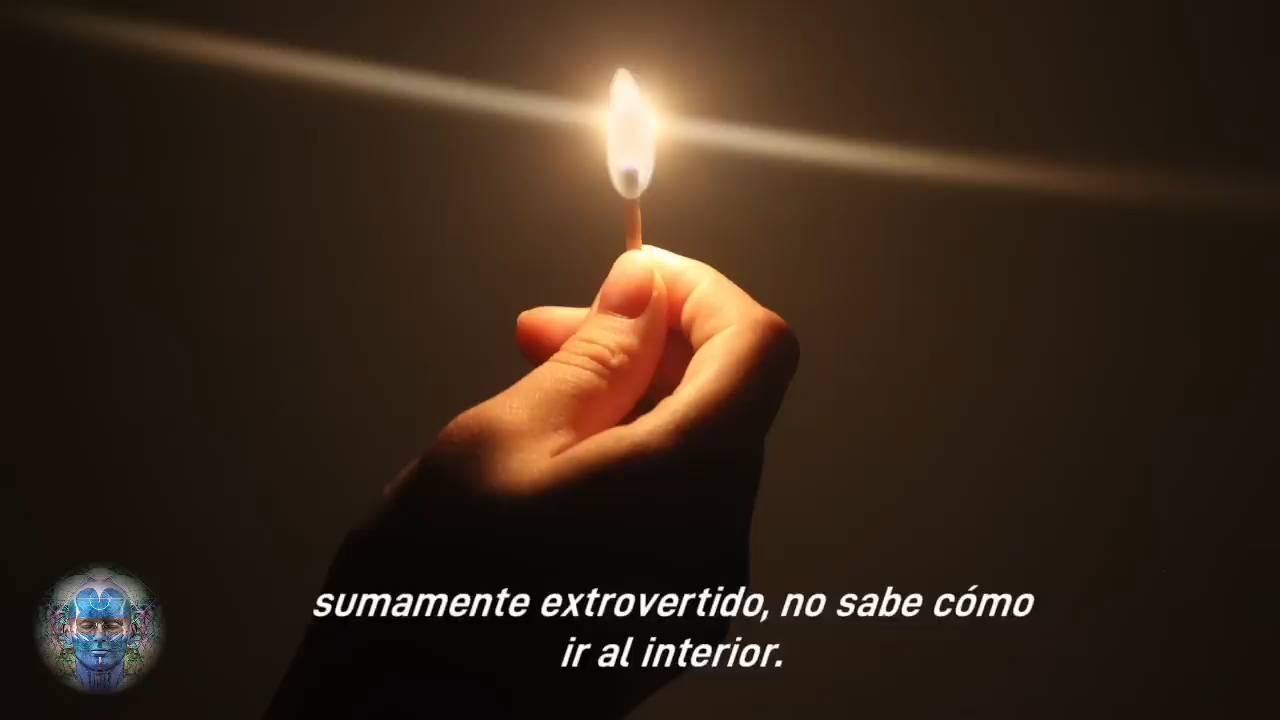 sumamente extrovertido, no sabe cómo
ir al interior.